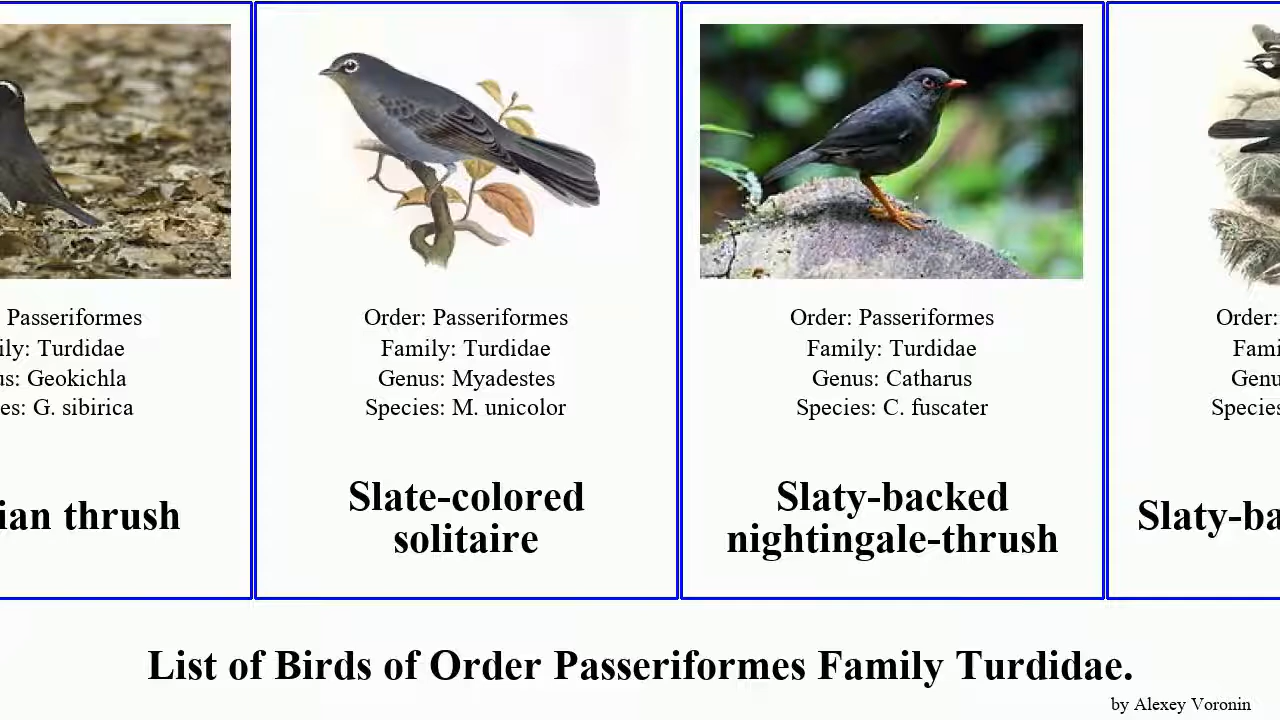 Passeriformes
ily: Turdidae
us: Geokichla
es: G. sibirica
ian thrush
Order: Passeriformes
Family: Turdidae
Genus: Myadestes
Species: M. unicolor
Slate-colored
solitaire
Order: Passeriformes
Family: Turdidae
Genus: Catharus
Species: C. fuscater
Slaty-backed
nightingale-thrush
Order:
Fami
Genu
Species
Slaty-ba
List of Birds of Order Passeriformes Family Turdidae.
by Alexey Voronin